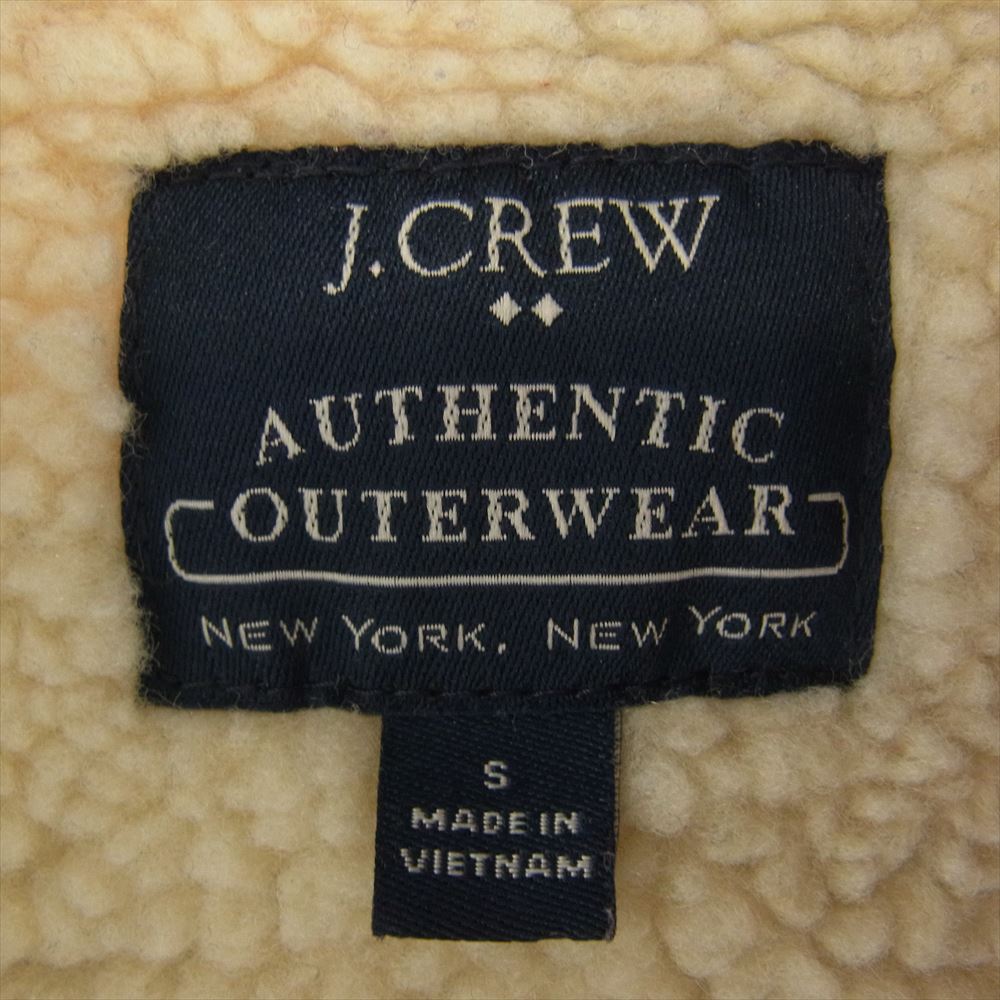 J.CREW
AUTHENTIC
OUTERWEAR
NEW YORK, NEW YORK
S
MADE IN
VIETNAM